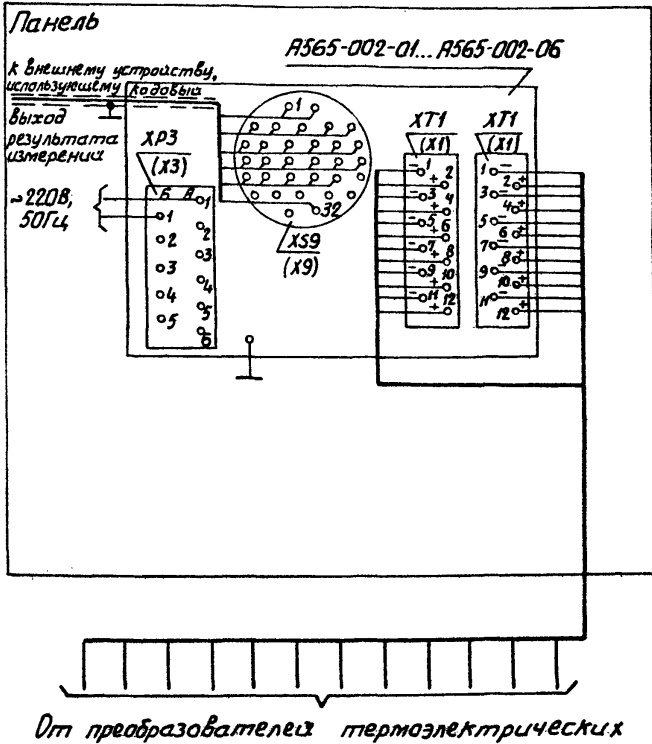 Панель
А565-002-01... А565-002-06
к внешнему устройству,
использующему кодовый
выход
результата
измерении
~220В,
50Гц
ХР3
(Х3)
Б А
1 1
2 2
3 3
4 4
5 5
6
1
32
XS9
(X9)
ХТ1
(Х1)
- 1 2
+
- 3 4
+
- 5 6
+
- 7 8
+
- 9 10
+
- 11 12
+
ХТ1
(Х1)
1 -
2 +
3 -
4 +
5 -
6 +
7 -
8 +
9 -
10 +
11 -
12 +
От преобразователей термоэлектрических